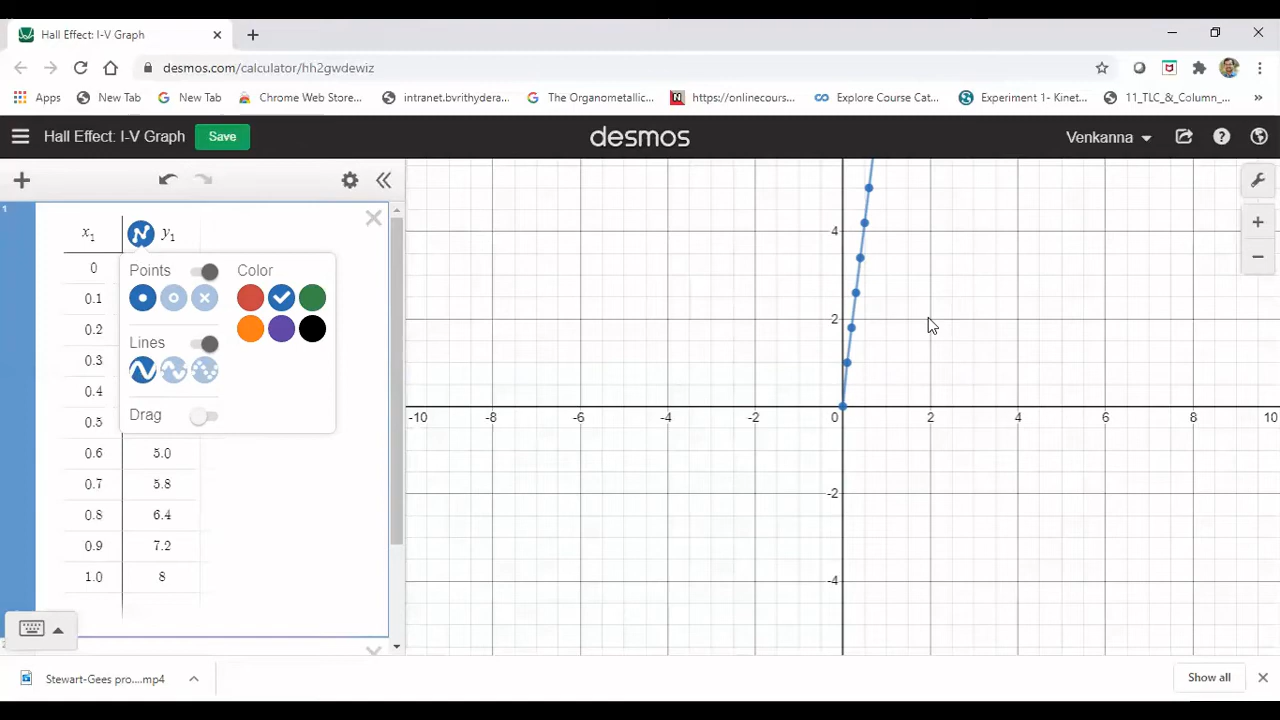 Hall Effect: I-V Graph
desmos.com/calculator/hh2gwdewiz
Apps New Tab New Tab Chrome Web Store... intranet.bvrithydera... The Organometallic... https://onlinecours... Explore Course Cat... Experiment 1- Kinet... 11_TLC_&_Column_... »
Hall Effect: I-V Graph Save desmos Venkanna
1
x1 y1
0
0.1
0.2
0.3
0.4
0.5
0.6 5.0
0.7 5.8
0.8 6.4
0.9 7.2
1.0 8
Points Color
Lines
Drag
4
2
-10 -8 -6 -4 -2 0 2 4 6 8 10
-2
-4
Stewart-Gees pro....mp4 Show all